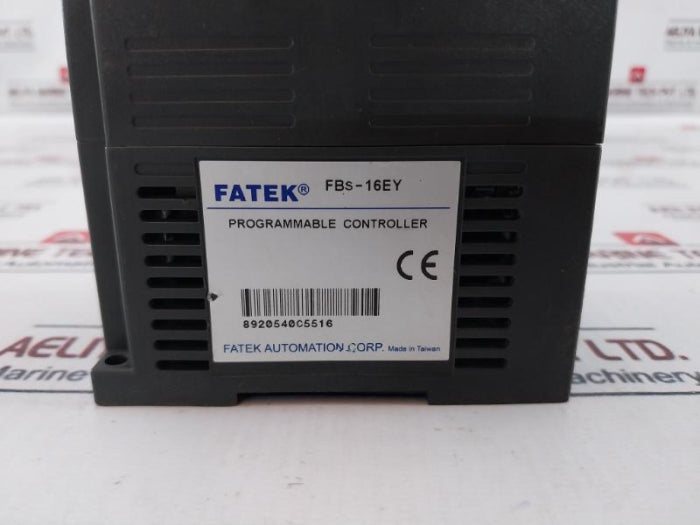 FATEK® FBs-16EY
PROGRAMMABLE CONTROLLER
CE
8920540C5516
FATEK AUTOMATION CORP. Made in Taiwan